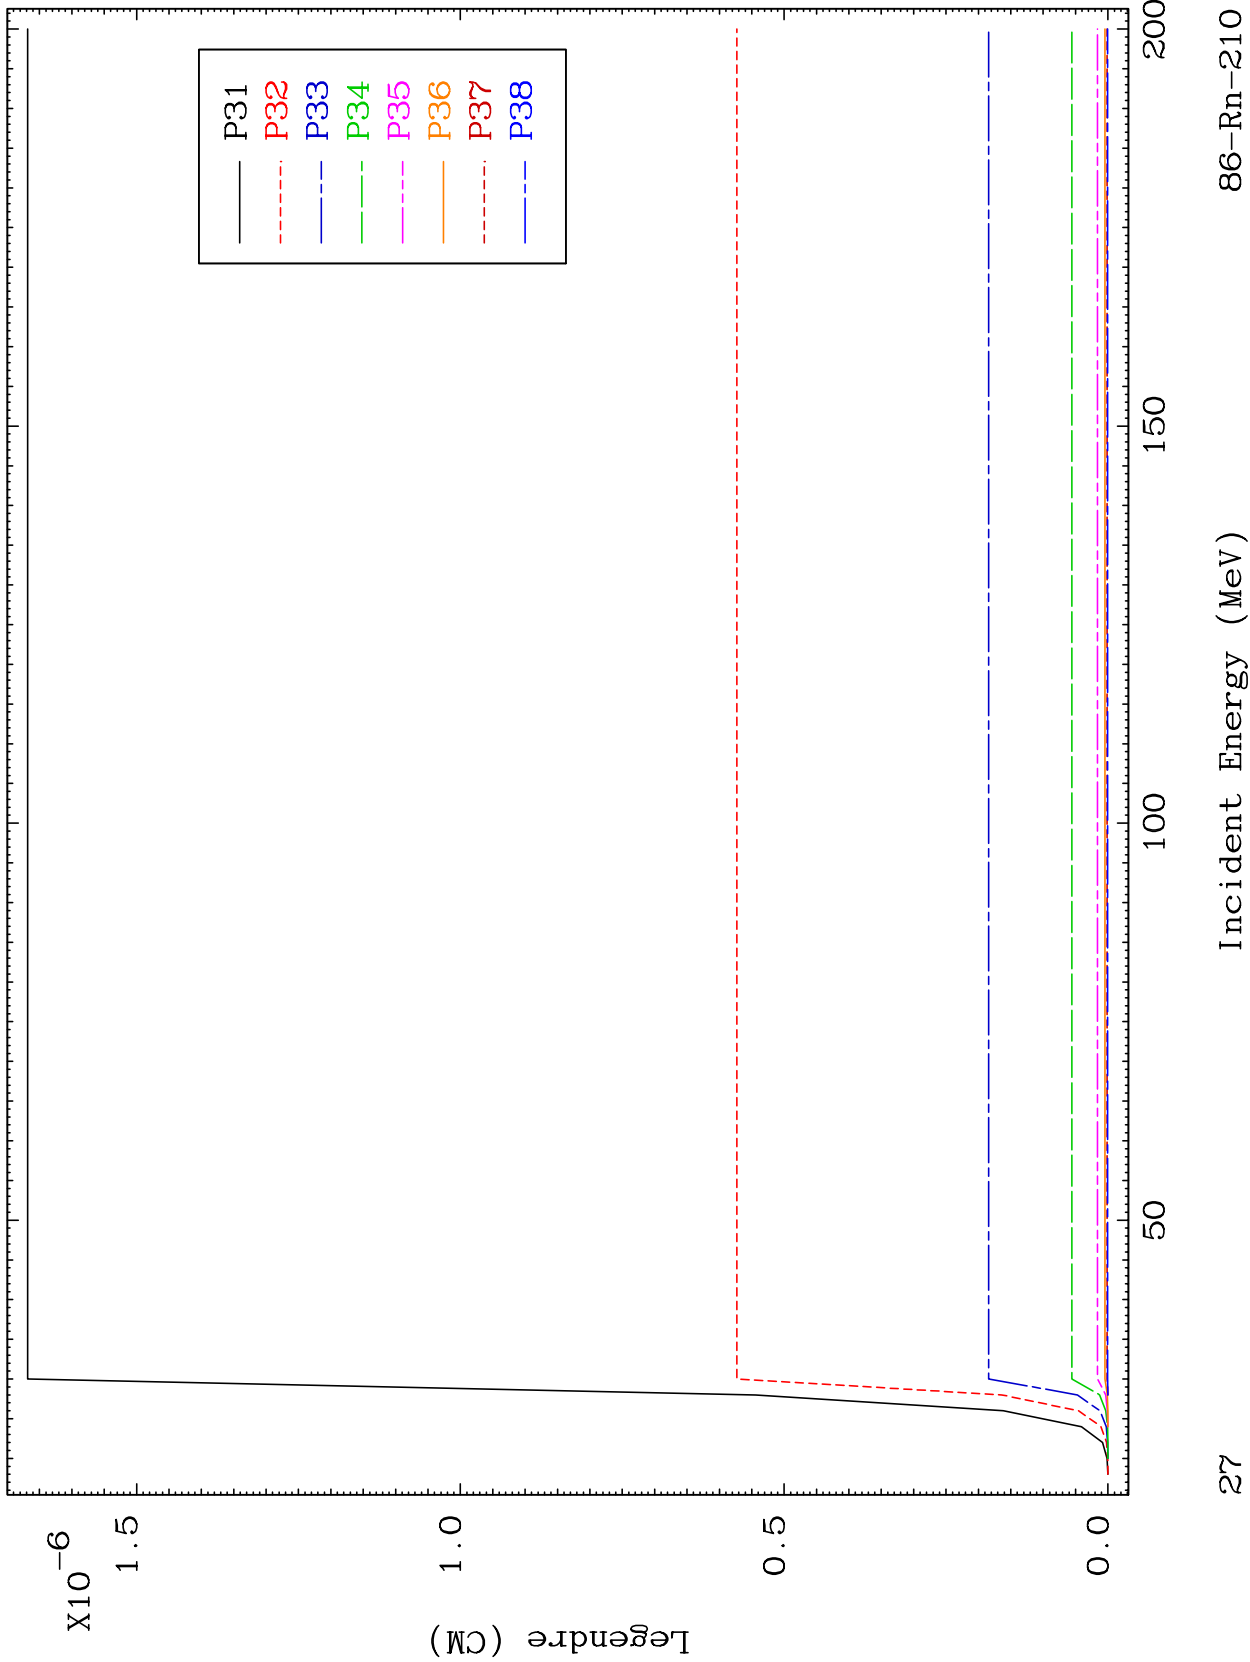 X10-6
1.5
1.0
0.5
0.0
Legendre (CM)
P31
P32
P33
P34
P35
P36
P37
P38
50
100
150
200
27
Incident Energy (MeV)
86-Rn-210